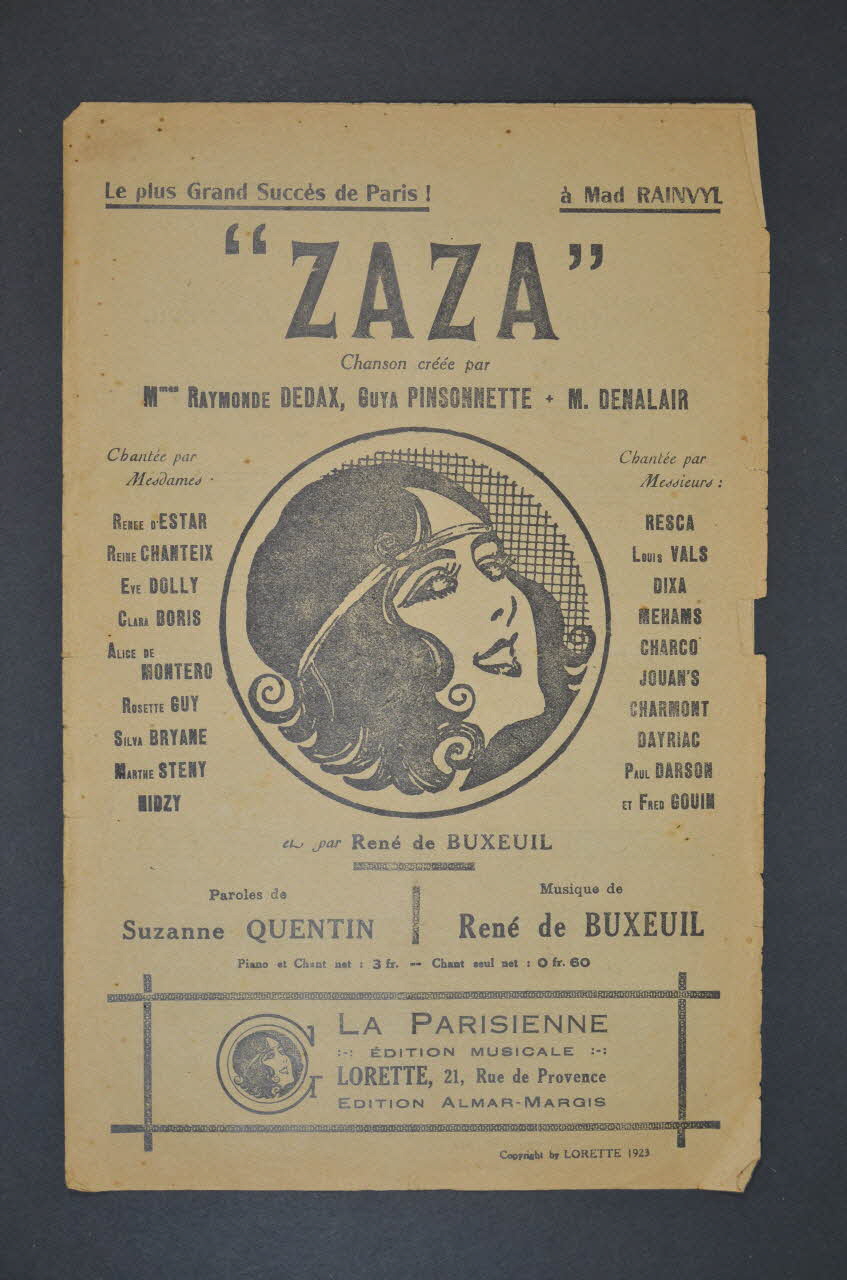 Le plus Grand Succès de Paris !
à Mad RAINVYL
“ZAZA”
Chanson créée par
Mmes RAYMONDE DEDAX, GUYA PINSONNETTE + M. DENALAIR
Chantée par
Mesdames :
RENÉE D'ESTAR
REINE CHANTEIX
EVE DOLLY
CLARA BORIS
ALICE DE
MONTERO
ROSETTE GUY
SILVA BRYANE
MARTHE STENY
NIDZY
Chantée par
Messieurs :
RESCA
LOUIS VALS
DIXA
MEHAMS
CHARCO
JOUAN'S
CHARMONT
DAYRIAC
PAUL DARSON
ET FRED GOUIN
et par René de BUXEUIL
Paroles de
Suzanne QUENTIN
Musique de
René de BUXEUIL
Piano et Chant net : 3 fr. — Chant seul net : 0 fr. 60
LA PARISIENNE
:-: ÉDITION MUSICALE :-:
LORETTE, 21, Rue de Provence
EDITION ALMAR-MARGIS
Copyright by LORETTE 1923